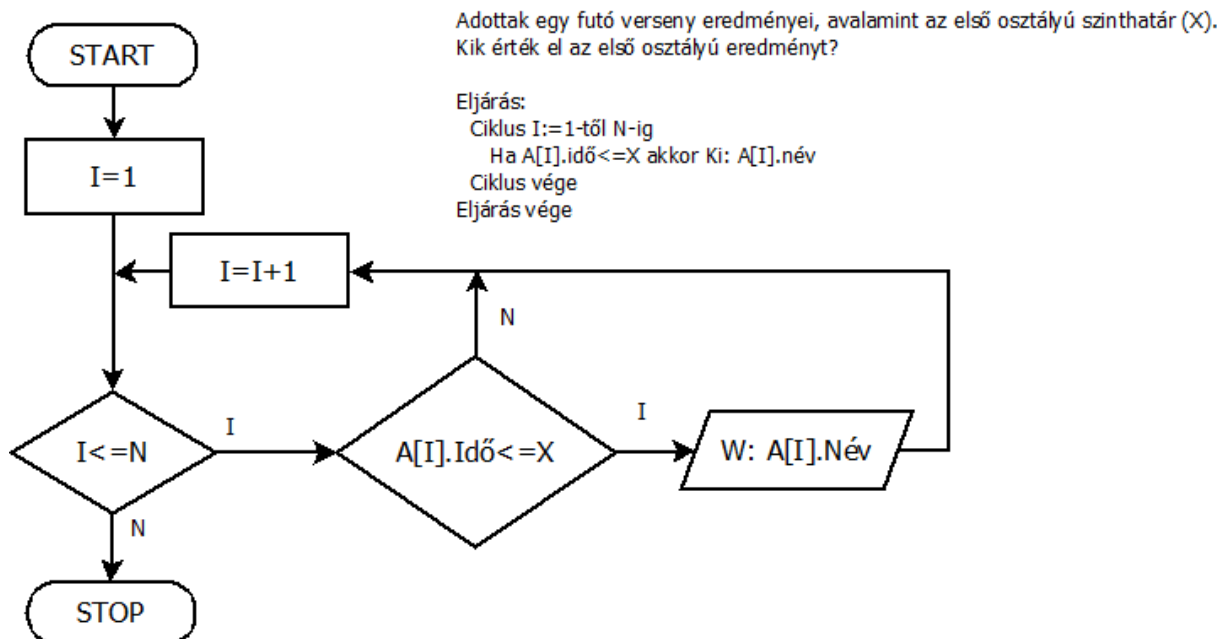 Adottak egy futó verseny eredményei, avalamint az első osztályú szinthatár (X).
Kik érték el az első osztályú eredményt?
Eljárás:
Ciklus I:=1-től N-ig
Ha A[I].idő<=X akkor Ki: A[I].név
Ciklus vége
Eljárás vége
START
I=1
I=I+1
N
I<=N
I
A[I].Idő<=X
I
W: A[I].Név
N
STOP